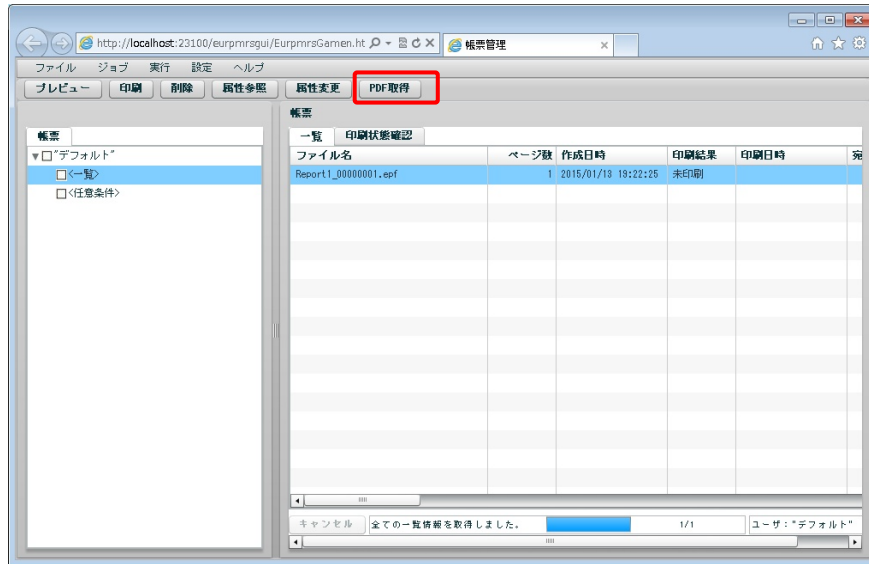 http://localhost:23100/eurpmrsgui/EurpmrsGamen.ht
帳票管理
ファイル ジョブ 実行 設定 ヘルプ
プレビュー 印刷 削除 属性参照 属性変更 PDF取得
帳票
帳票
一覧 印刷状態確認
▼□"デフォルト"
□<一覧>
□<任意条件>
ファイル名 ページ数 作成日時 印刷結果 印刷日時 宛
Report1_00000001.epf 1 2015/01/13 19:22:25 未印刷
キャンセル 全ての一覧情報を取得しました。 1/1 ユーザ:"デフォルト"